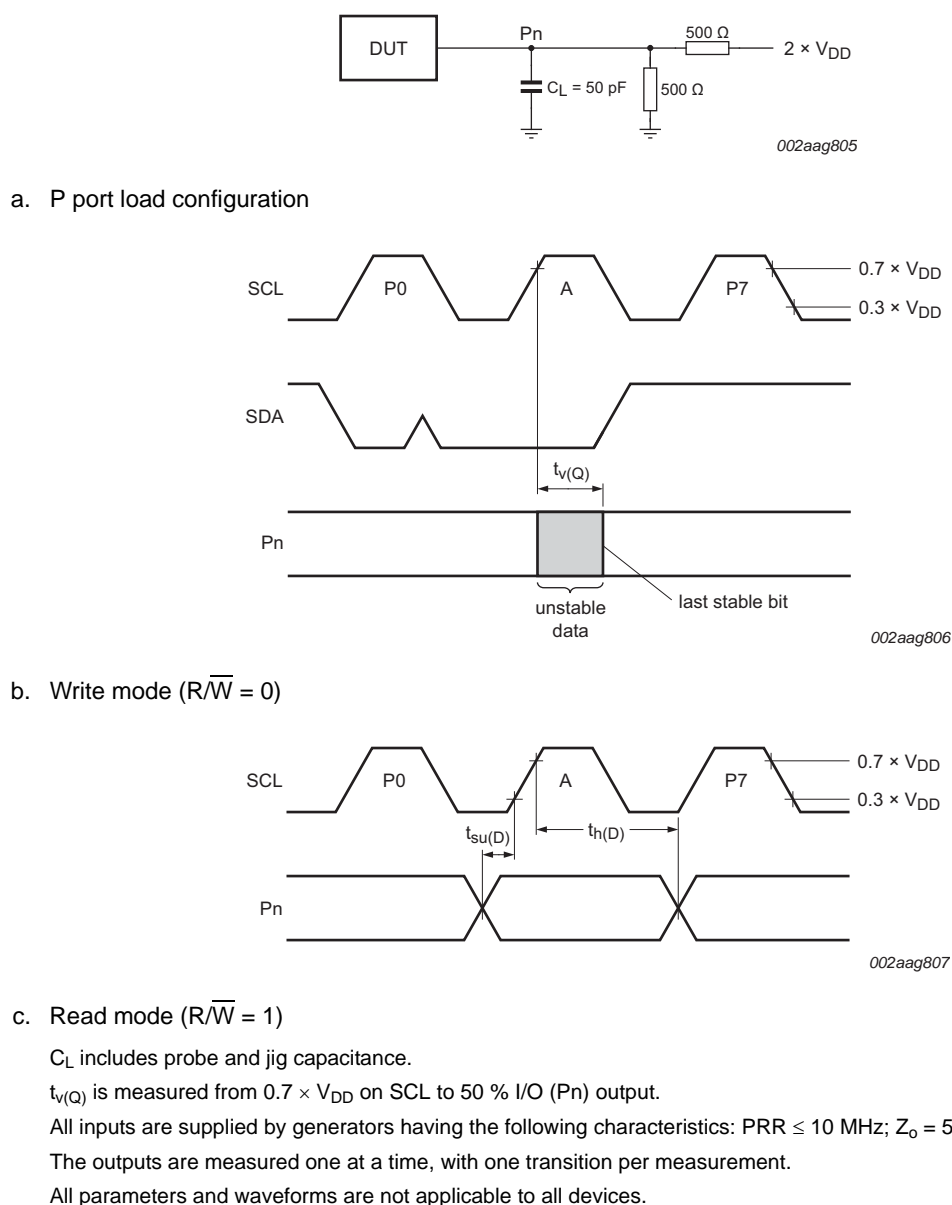 DUT
Pn
500 Ω
2 × VDD
CL = 50 pF
500 Ω
002aag805
a. P port load configuration
SCL
P0
A
P7
0.7 × VDD
0.3 × VDD
SDA
tv(Q)
Pn
unstable
data
last stable bit
002aag806
b. Write mode (R/W̅ = 0)
SCL
P0
A
P7
0.7 × VDD
0.3 × VDD
tsu(D)
th(D)
Pn
002aag807
c. Read mode (R/W̅ = 1)
CL includes probe and jig capacitance.
tv(Q) is measured from 0.7 × VDD on SCL to 50 % I/O (Pn) output.
All inputs are supplied by generators having the following characteristics: PRR ≤ 10 MHz; Zo = 5
The outputs are measured one at a time, with one transition per measurement.
All parameters and waveforms are not applicable to all devices.